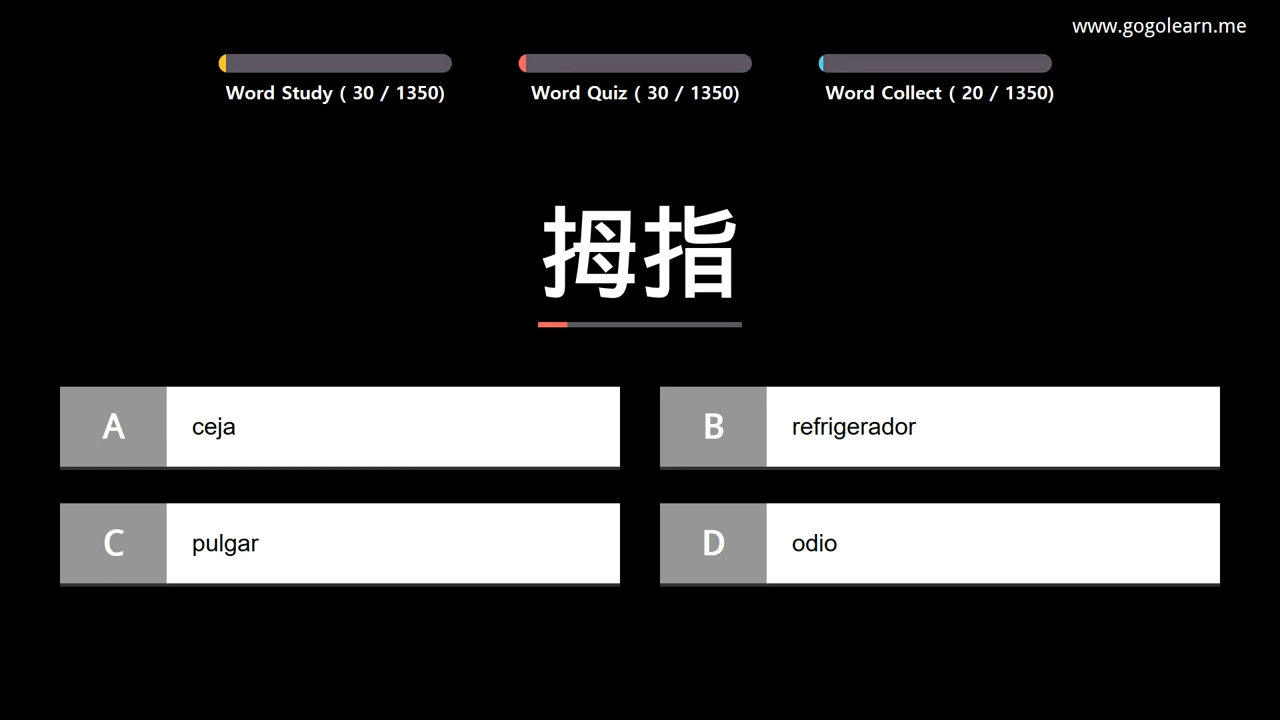 www.gogolearn.me
Word Study ( 30 / 1350)
Word Quiz ( 30 / 1350)
Word Collect ( 20 / 1350)
拇指
A ceja
B refrigerador
C pulgar
D odio